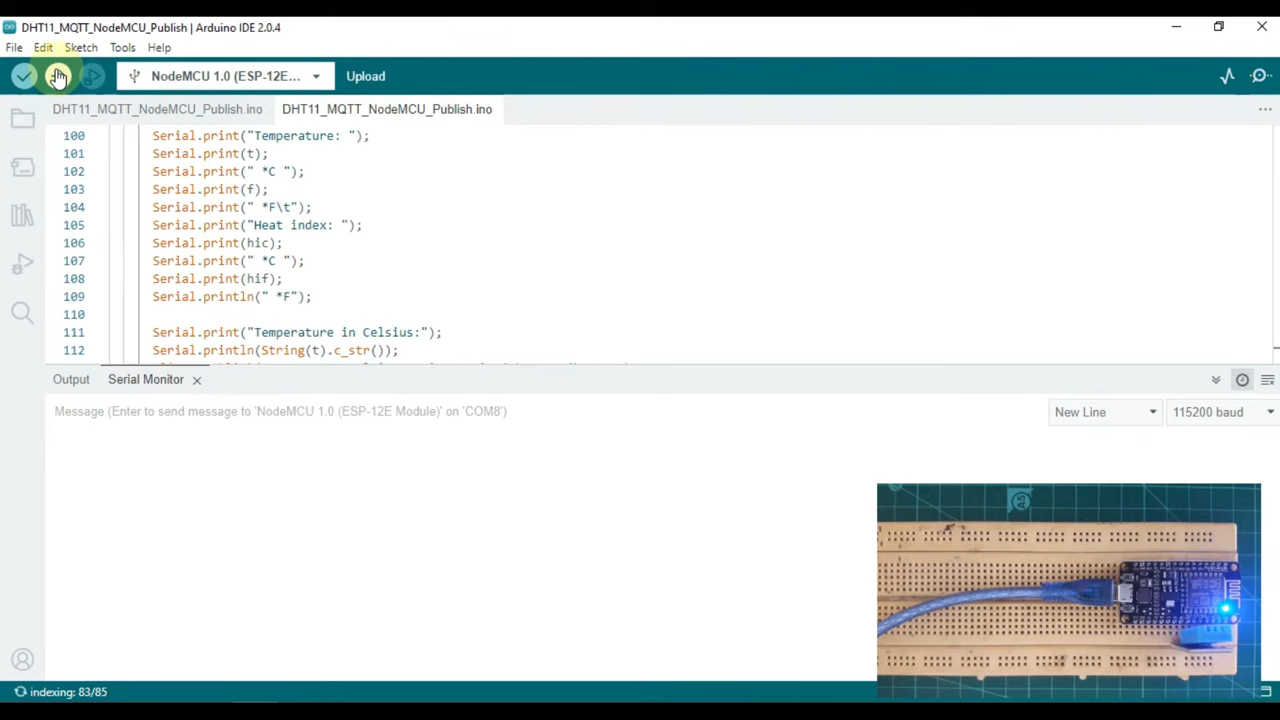 DHT11_MQTT_NodeMCU_Publish | Arduino IDE 2.0.4
File Edit Sketch Tools Help
NodeMCU 1.0 (ESP-12E... Upload
DHT11_MQTT_NodeMCU_Publish.ino DHT11_MQTT_NodeMCU_Publish.ino ...
100 Serial.print("Temperature: ");
101 Serial.print(t);
102 Serial.print(" *C ");
103 Serial.print(f);
104 Serial.print(" *F\t");
105 Serial.print("Heat index: ");
106 Serial.print(hic);
107 Serial.print(" *C ");
108 Serial.print(hif);
109 Serial.println(" *F");
110
111 Serial.print("Temperature in Celsius:");
112 Serial.println(String(t).c_str());
Output Serial Monitor
Message (Enter to send message to 'NodeMCU 1.0 (ESP-12E Module)' on 'COM8')
New Line 115200 baud
indexing: 83/85